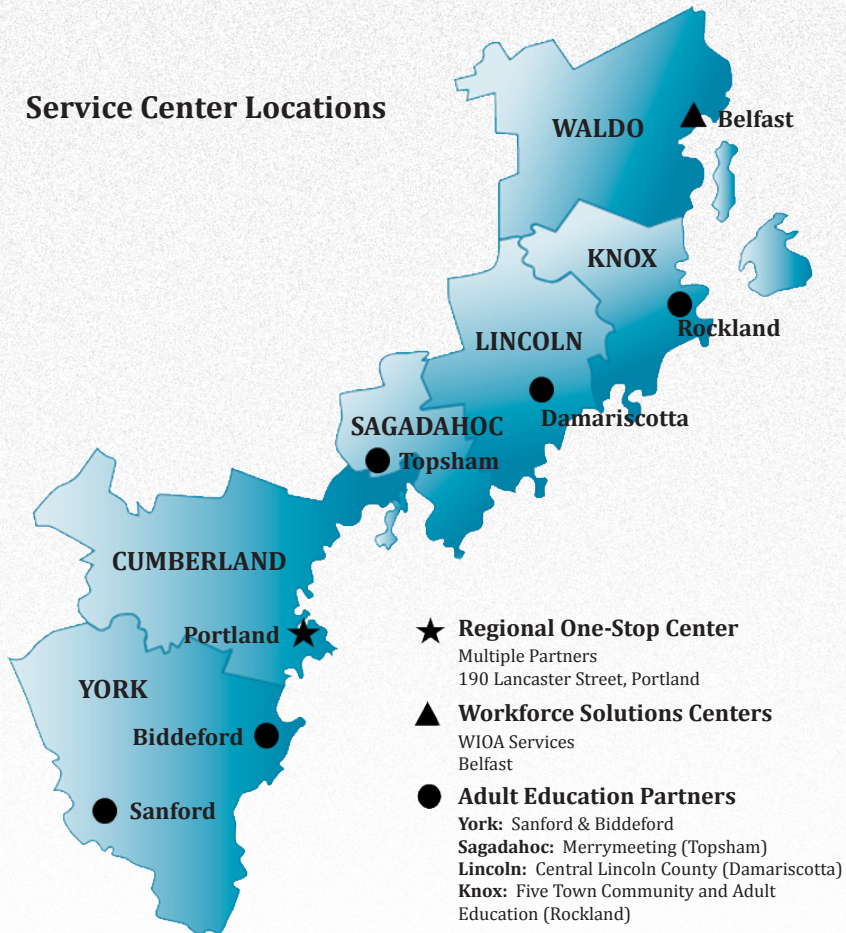 Service Center Locations
WALDO
Belfast
KNOX
Rockland
LINCOLN
Damariscotta
SAGADAHOC
Topsham
CUMBERLAND
Portland
YORK
Biddeford
Sanford
Regional One-Stop Center
Multiple Partners
190 Lancaster Street, Portland
Workforce Solutions Centers
WIOA Services
Belfast
Adult Education Partners
York: Sanford & Biddeford
Sagadahoc: Merrymeeting (Topsham)
Lincoln: Central Lincoln County (Damariscotta)
Knox: Five Town Community and Adult
Education (Rockland)